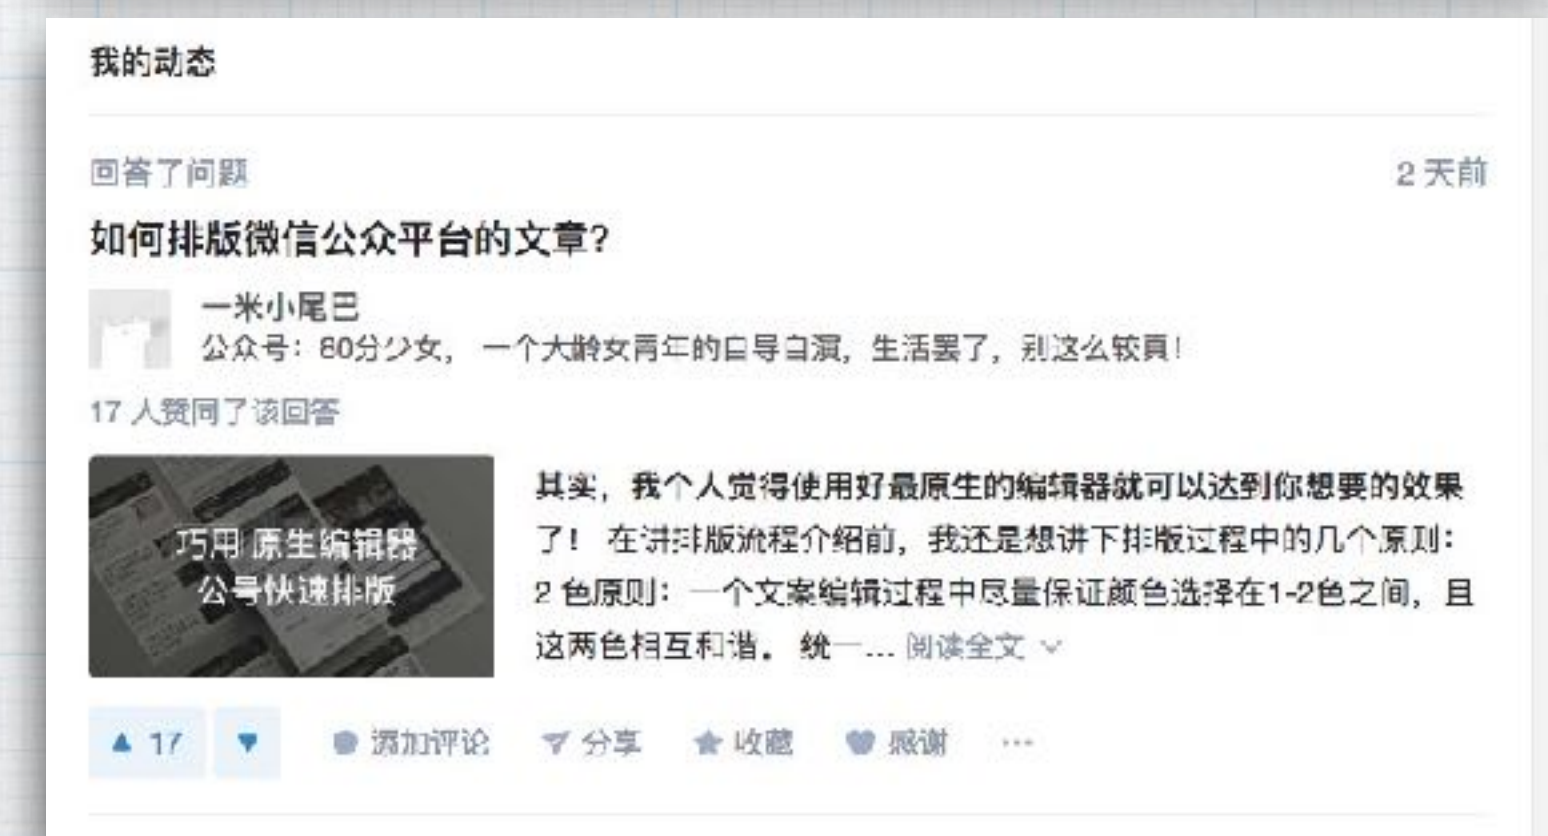 我的动态
回答了问题 2 天前
如何排版微信公众平台的文章?
一米小尾巴
公众号：80分少女， 一个大龄女青年的自导自演，生活罢了，别这么较真！
17 人赞同了该回答
巧用 原生编辑器
公号快速排版
其实，我个人觉得使用好最原生的编辑器就可以达到你想要的效果
了！ 在讲排版流程介绍前，我还是想讲下排版过程中的几个原则：
2 色原则：一个文案编辑过程中尽量保证颜色选择在1-2色之间，且
这两色相互和谐。 统一... 阅读全文
17 添加评论 分享 收藏 感谢 ...